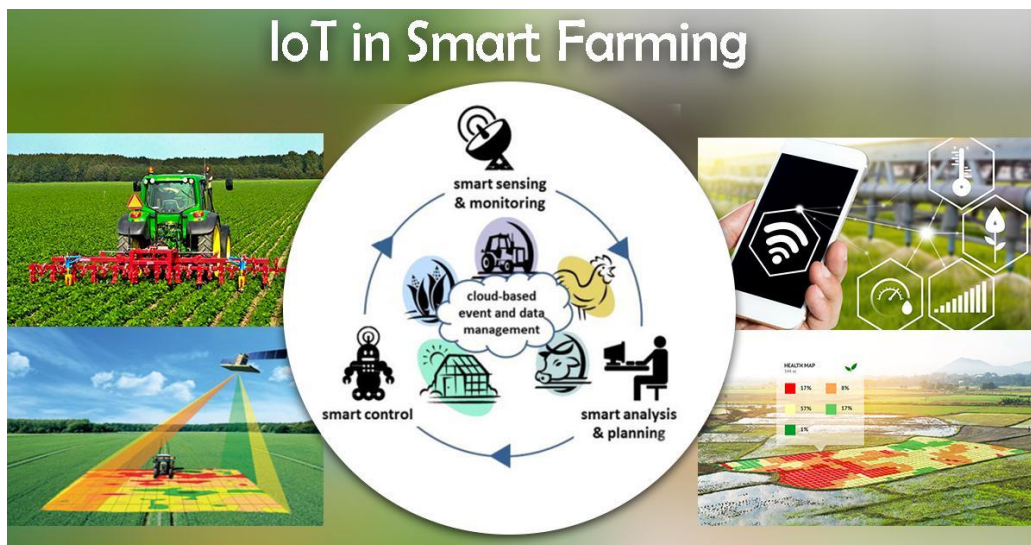 IoT in Smart Farming
smart sensing
& monitoring
cloud-based
event and data
management
smart control
smart analysis
& planning
HEALTH MAP
17%
8%
57%
17%
1%